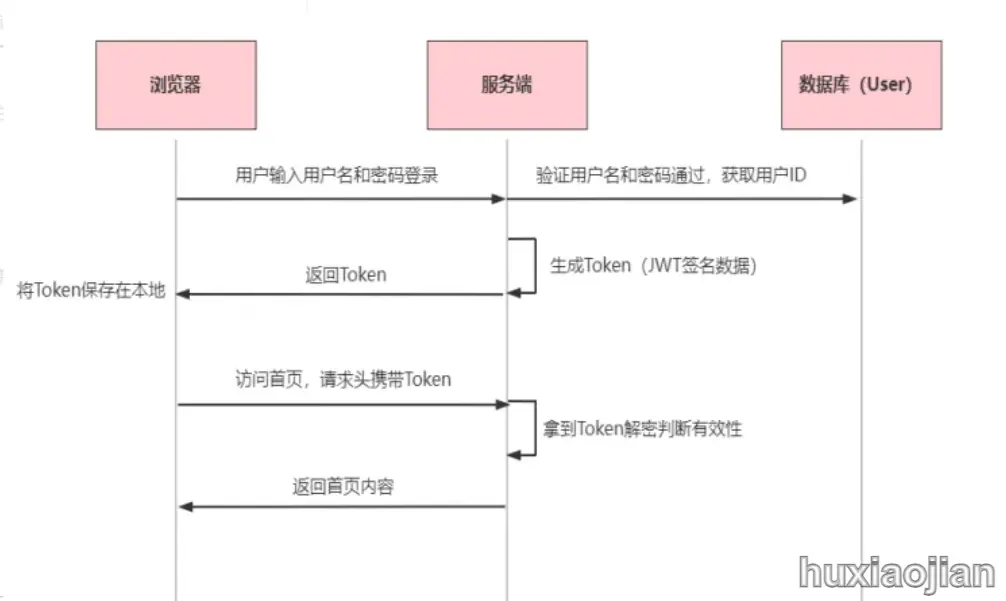 浏览器
服务端
数据库（User）
用户输入用户名和密码登录
验证用户名和密码通过，获取用户ID
生成Token（JWT签名数据）
返回Token
将Token保存在本地
访问首页，请求头携带Token
拿到Token解密判断有效性
返回首页内容
huxiaojian